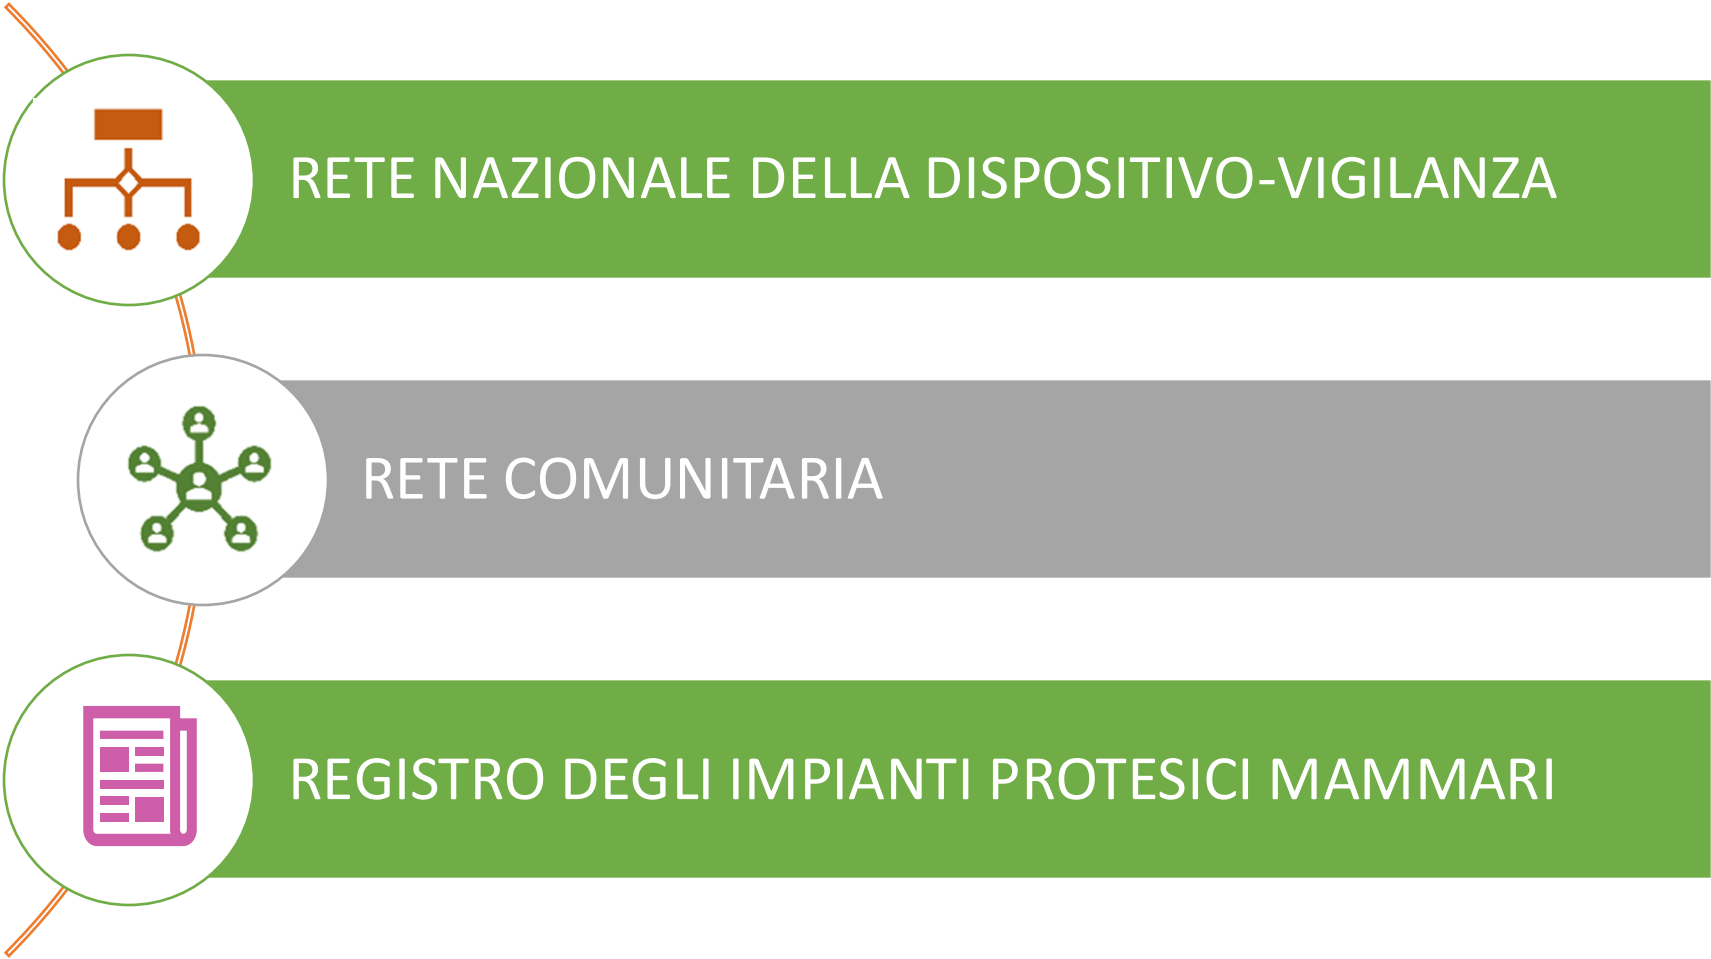 RETE NAZIONALE DELLA DISPOSITIVO-VIGILANZA
RETE COMUNITARIA
REGISTRO DEGLI IMPIANTI PROTESICI MAMMARI